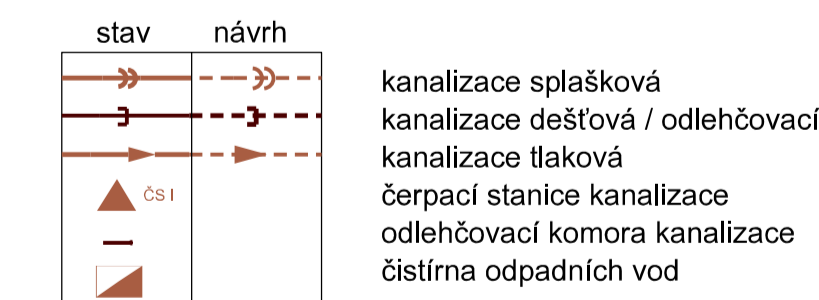 stav návrh
kanalizace splašková
kanalizace dešťová / odlehčovací
kanalizace tlaková
ČS I čerpací stanice kanalizace
odlehčovací komora kanalizace
čistírna odpadních vod